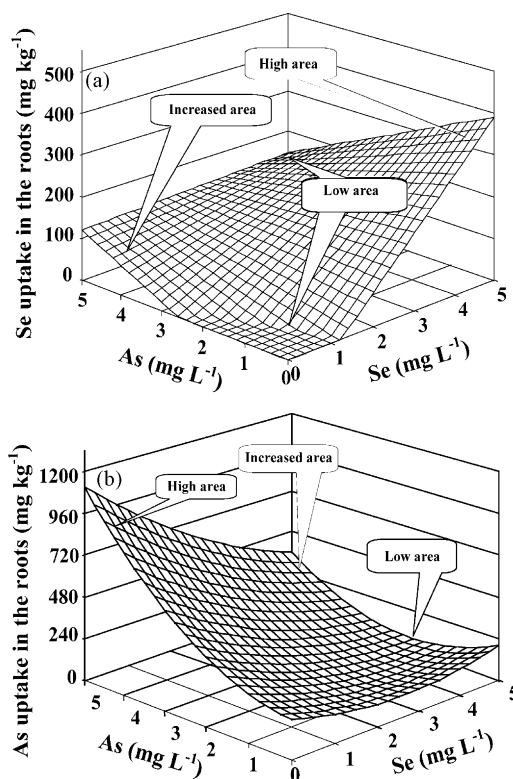 (a)
Se uptake in the roots (mg kg⁻¹)
500
400
300
200
100
0
High area
Increased area
Low area
5
4
3
2
1
0
As (mg L⁻¹)
0
1
2
3
4
5
Se (mg L⁻¹)
(b)
As uptake in the roots (mg kg⁻¹)
1200
960
720
480
240
0
Increased area
High area
Low area
5
4
3
2
1
0
As (mg L⁻¹)
1
2
3
4
5
Se (mg L⁻¹)